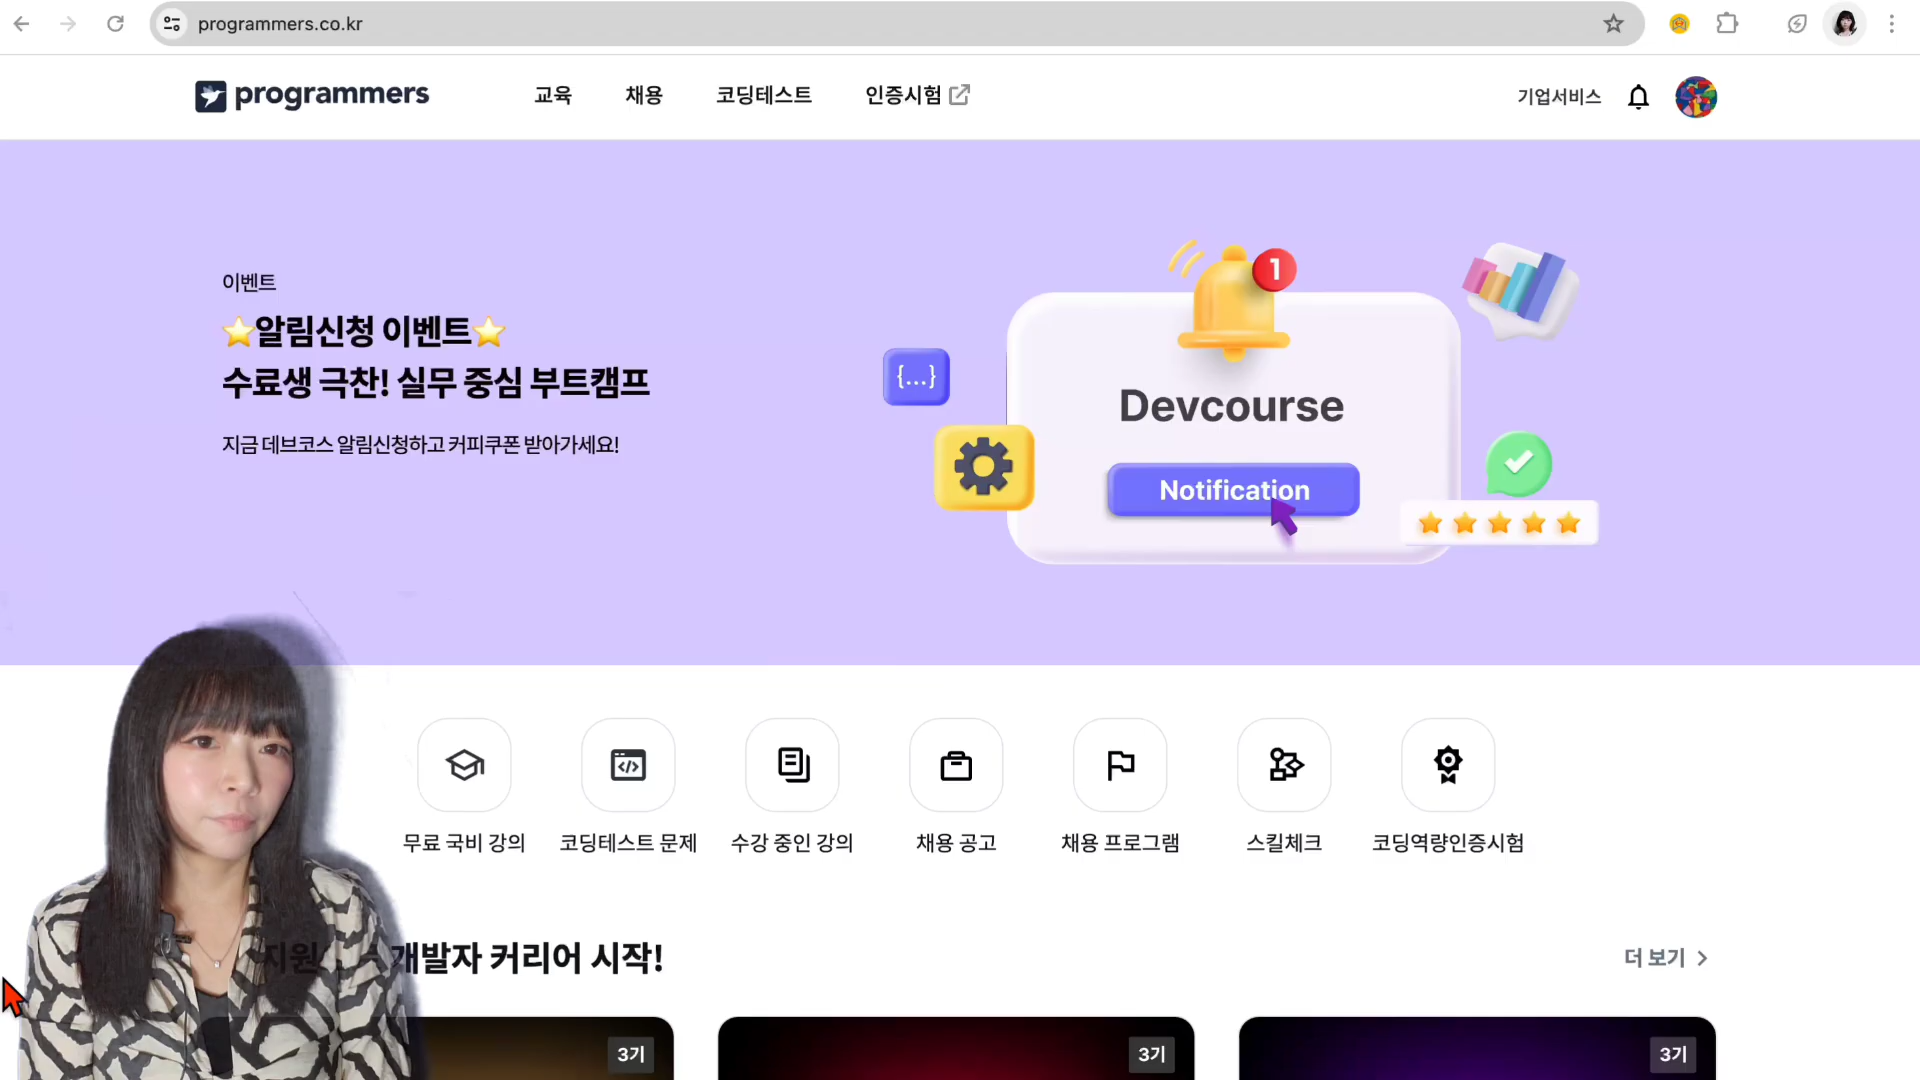 programmers.co.kr
programmers
교육
채용
코딩테스트
인증시험
기업서비스
이벤트
⭐알림신청 이벤트⭐
수료생 극찬! 실무 중심 부트캠프
지금 데브코스 알림신청하고 커피쿠폰 받아가세요!
1
{...}
Devcourse
Notification
</>
무료 국비 강의
코딩테스트 문제
수강 중인 강의
채용 공고
채용 프로그램
스킬체크
코딩역량인증시험
개발자 커리어 시작!
더 보기
3기
3기
3기